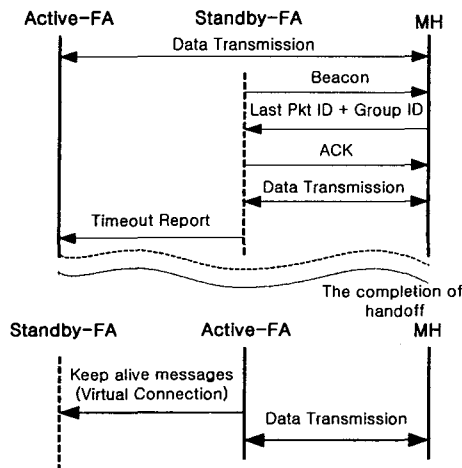 Active-FA Standby-FA MH
Data Transmission
Beacon
Last Pkt ID + Group ID
ACK
Data Transmission
Timeout Report
The completion of
handoff
Standby-FA Active-FA MH
Keep alive messages
(Virtual Connection)
Data Transmission